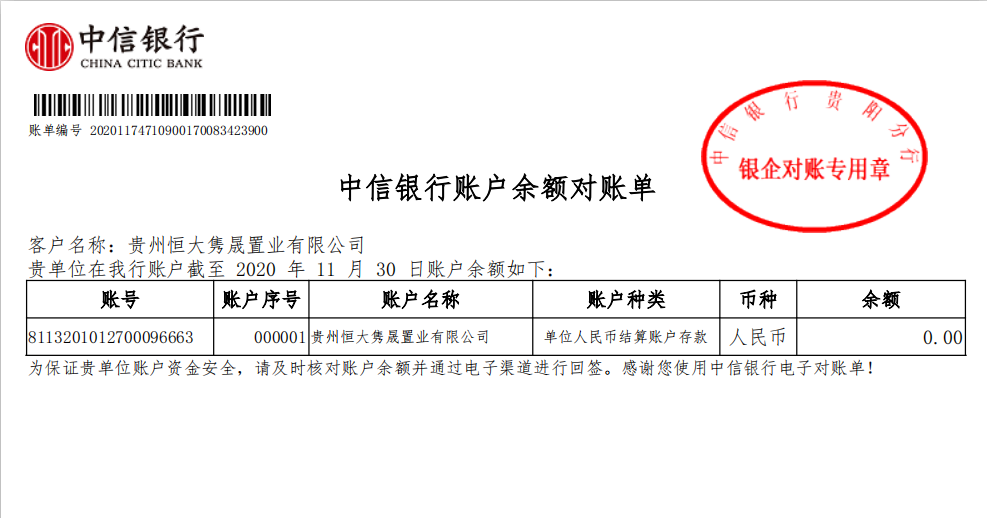 中信银行
CHINA CITIC BANK
账单编号 20201174710900170083423900
中信银行贵阳分行
银企对账专用章
中信银行账户余额对账单
客户名称：贵州恒大隽晟置业有限公司
贵单位在我行账户截至 2020 年 11 月 30 日账户余额如下：
账号 账户序号 账户名称 账户种类 币种 余额
8113201012700096663 000001 贵州恒大隽晟置业有限公司 单位人民币结算账户存款 人民币 0.00
为保证贵单位账户资金安全，请及时核对账户余额并通过电子渠道进行回签。感谢您使用中信银行电子对账单！